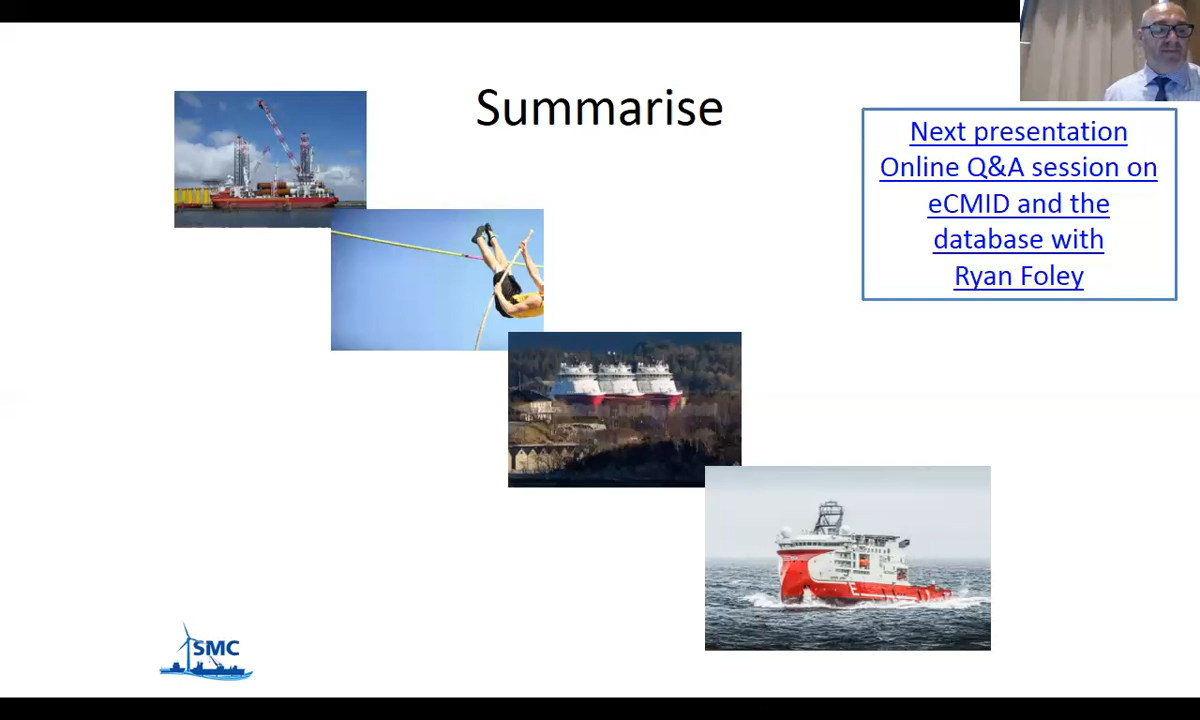 Summarise
Next presentation
Online Q&A session on
eCMID and the
database with
Ryan Foley
SMC